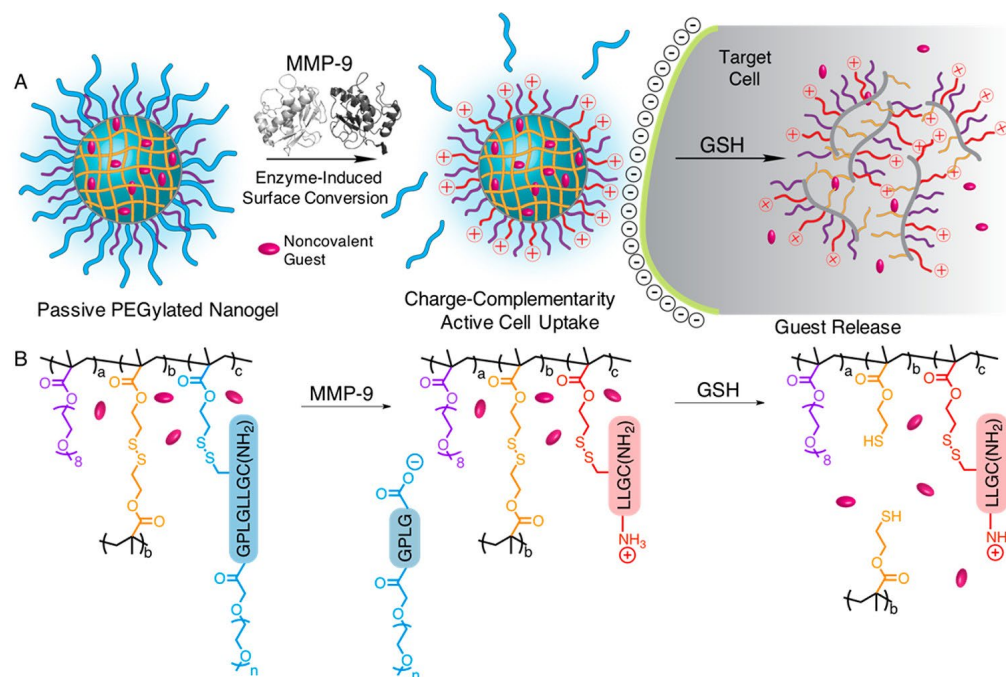 A
MMP-9
Enzyme-Induced
Surface Conversion
Noncovalent
Guest
Passive PEGylated Nanogel
Charge-Complementarity
Active Cell Uptake
Target
Cell
GSH
Guest Release
B
a
b
c
O
O
O
8
O
O
S
S
O
O
b
O
O
S
S
GPLGLLGC(NH₂)
O
O
O
n
MMP-9
O
O⊖
GPLG
O
O
O
n
a
b
c
O
O
O
8
O
O
S
S
O
O
b
O
O
S
S
LLGC(NH₂)
NH₃
⊕
GSH
a
b
c
O
O
O
8
O
O
HS
SH
O
O
b
O
O
S
S
LLGC(NH₂)
NH
⊕